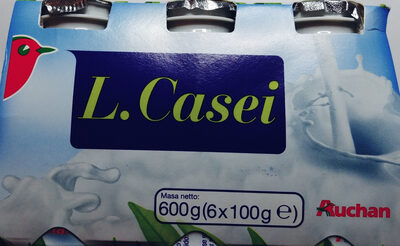 L. Casei
Masa netto:
600g(6x100g ℮)
Auchan